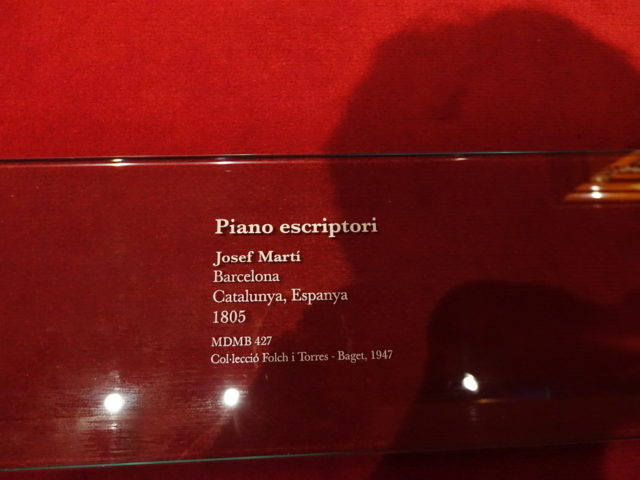 Piano escriptori
Josef Martí
Barcelona
Catalunya, Espanya
1805
MDMB 427
Col·lecció Folch i Torres - Baget, 1947